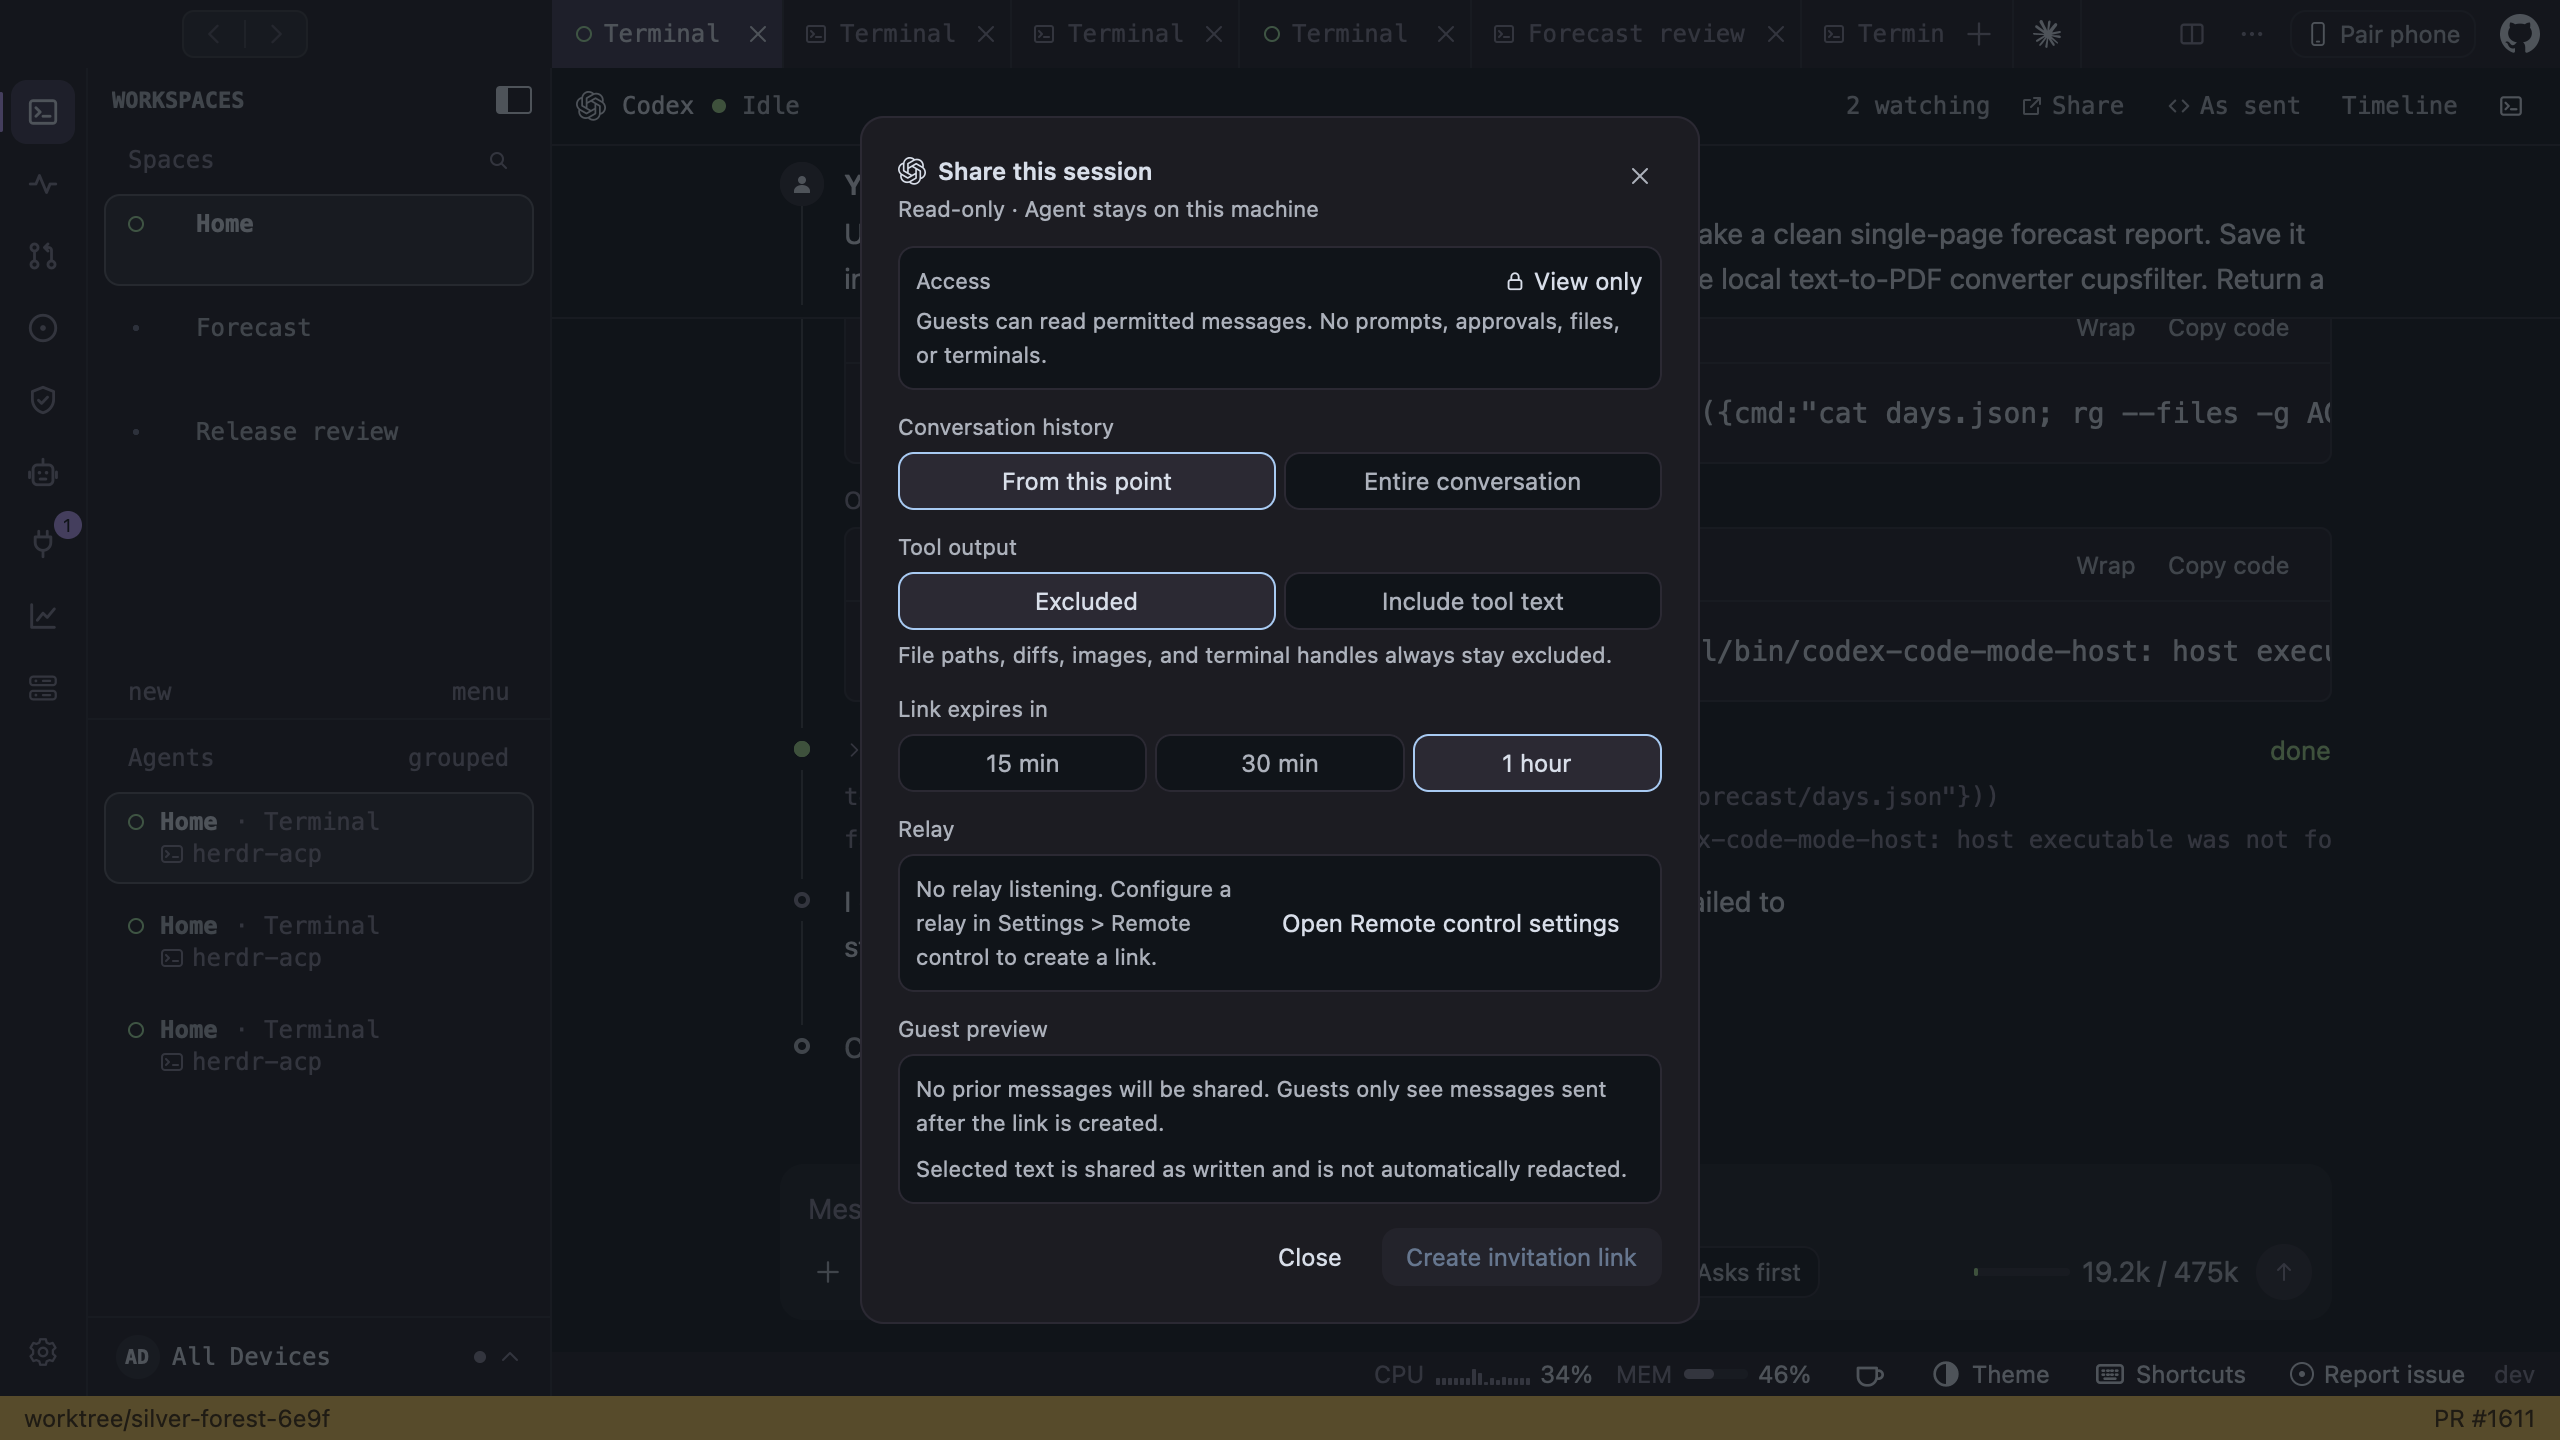 Terminal
Terminal
Terminal
Terminal
Forecast review
Termin
Pair phone
WORKSPACES
Spaces
Home
Forecast
Release review
1
new
menu
Agents
grouped
Home · Terminal
herdr-acp
Home · Terminal
herdr-acp
Home · Terminal
herdr-acp
AD
All Devices
Codex
Idle
2 watching
Share
As sent
Timeline
ake a clean single-page forecast report. Save it
e local text-to-PDF converter cupsfilter. Return a
Wrap
Copy code
({cmd:"cat days.json; rg --files -g
Wrap
Copy code
l/bin/codex-code-mode-host: host
done
orecast/days.json"}))
x-code-mode-host: host executable was not fo
I
ailed to
Share this session
Read-only · Agent stays on this machine
Access
View only
Guests can read permitted messages. No prompts, approvals, files,
or terminals.
Conversation history
From this point
Entire conversation
Tool output
Excluded
Include tool text
File paths, diffs, images, and terminal handles always stay excluded.
Link expires in
15 min
30 min
1 hour
Relay
No relay listening. Configure a
relay in Settings > Remote
control to create a link.
Open Remote control settings
Guest preview
No prior messages will be shared. Guests only see messages sent
after the link is created.
Selected text is shared as written and is not automatically redacted.
Close
Create invitation link
Mes
Asks first
19.2k / 475k
CPU
34%
MEM
46%
Theme
Shortcuts
Report issue
dev
worktree/silver-forest-6e9f
PR #1611